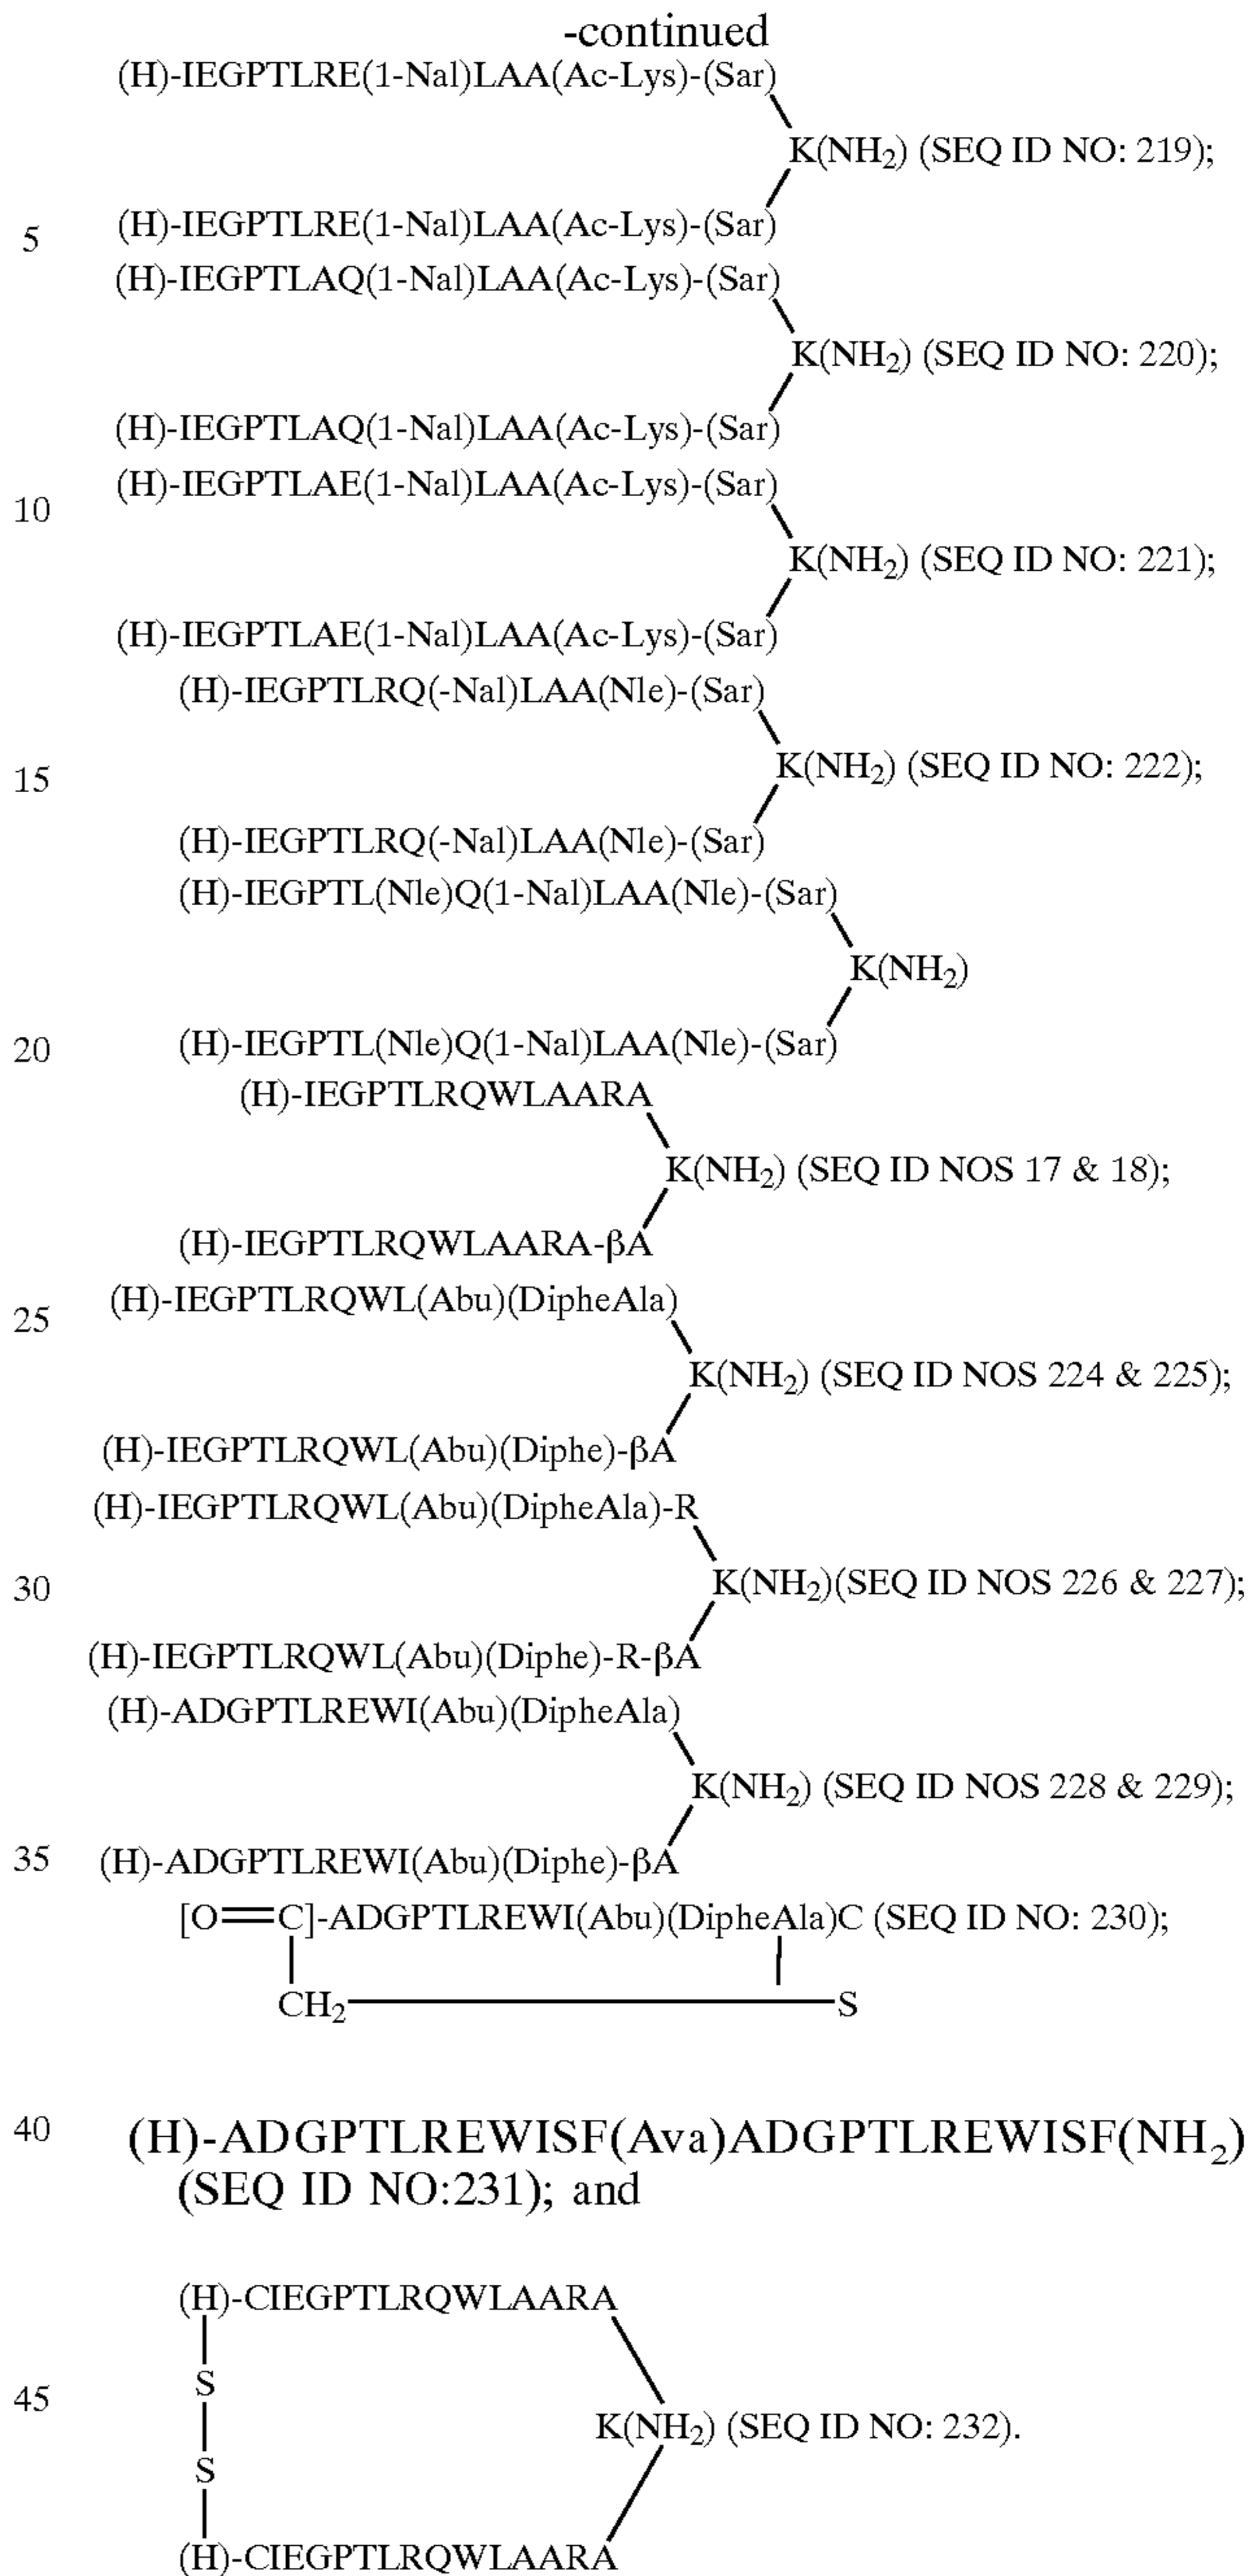 -continued
(H)-IEGPTLRE(1-Nal)LAA(Ac-Lys)-(Sar)
K(NH₂) (SEQ ID NO: 219);
5 (H)-IEGPTLRE(1-Nal)LAA(Ac-Lys)-(Sar)
(H)-IEGPTLAQ(1-Nal)LAA(Ac-Lys)-(Sar)
K(NH₂) (SEQ ID NO: 220);
(H)-IEGPTLAQ(1-Nal)LAA(Ac-Lys)-(Sar)
10 (H)-IEGPTLAE(1-Nal)LAA(Ac-Lys)-(Sar)
K(NH₂) (SEQ ID NO: 221);
(H)-IEGPTLAE(1-Nal)LAA(Ac-Lys)-(Sar)
(H)-IEGPTLRQ(-Nal)LAA(Nle)-(Sar)
15 K(NH₂) (SEQ ID NO: 222);
(H)-IEGPTLRQ(-Nal)LAA(Nle)-(Sar)
(H)-IEGPTL(Nle)Q(1-Nal)LAA(Nle)-(Sar)
K(NH₂)
20 (H)-IEGPTL(Nle)Q(1-Nal)LAA(Nle)-(Sar)
(H)-IEGPTLRQWLAARA
K(NH₂) (SEQ ID NOS 17 & 18);
(H)-IEGPTLRQWLAARA-βA
25 (H)-IEGPTLRQWL(Abu)(DipheAla)
K(NH₂) (SEQ ID NOS 224 & 225);
(H)-IEGPTLRQWL(Abu)(Diphe)-βA
(H)-IEGPTLRQWL(Abu)(DipheAla)-R
30 K(NH₂)(SEQ ID NOS 226 & 227);
(H)-IEGPTLRQWL(Abu)(Diphe)-R-βA
(H)-ADGPTLREWI(Abu)(DipheAla)
K(NH₂) (SEQ ID NOS 228 & 229);
35 (H)-ADGPTLREWI(Abu)(Diphe)-βA
[O=C]-ADGPTLREWI(Abu)(DipheAla)C (SEQ ID NO: 230);
CH₂ S
40 (H)-ADGPTLREWISF(Ava)ADGPTLREWISF(NH₂)
(SEQ ID NO:231); and
(H)-CIEGPTLRQWLAARA
S
45 K(NH₂) (SEQ ID NO: 232).
S
(H)-CIEGPTLRQWLAARA